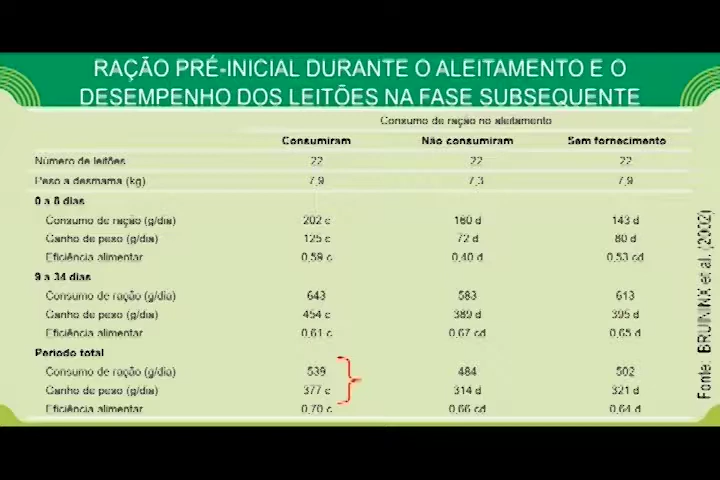 RAÇÃO PRÉ-INICIAL DURANTE O ALEITAMENTO E O
DESEMPENHO DOS LEITÕES NA FASE SUBSEQUENTE
Consumo de ração no aleitamento
Consumiram Não consumiram Sem fornecimento
Número de leitões 22 22 22
Peso a desmama (kg) 7,9 7,3 7,9
0 a 8 dias
Consumo de ração (g/dia) 202 c 160 d 143 d
Ganho de peso (g/dia) 125 c 72 d 80 d
Eficiência alimentar 0,59 c 0,40 d 0,53 cd
9 a 34 dias
Consumo de ração (g/dia) 643 583 613
Ganho de peso (g/dia) 454 c 389 d 395 d
Eficiência alimentar 0,61 c 0,67 cd 0,65 d
Período total
Consumo de ração (g/dia) 539 484 502
Ganho de peso (g/dia) 377 c 314 d 321 d
Eficiência alimentar 0,70 c 0,66 cd 0,64 d
Fonte: BRUININX et al. (2002)